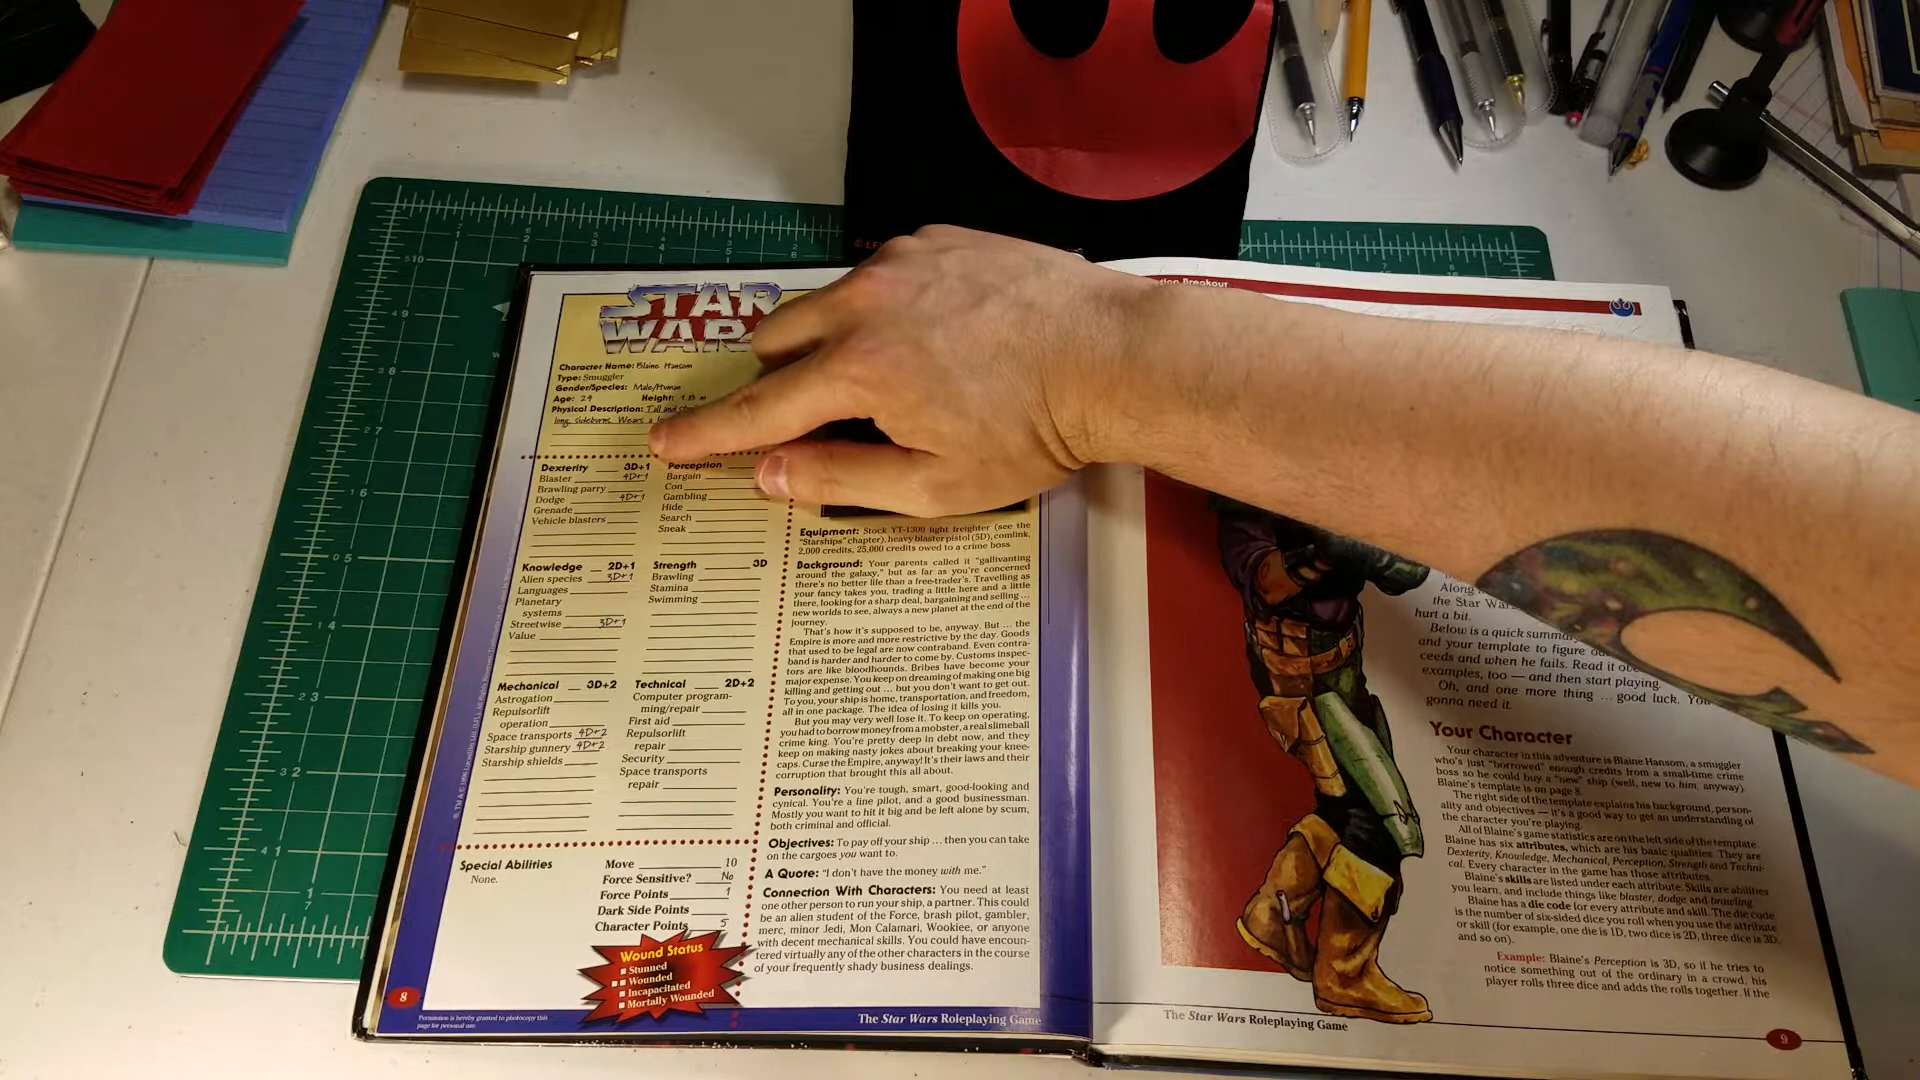 STAR
WARS
Character Name: Blaine Hansom
Type: Smuggler
Gender/Species: Male/Human
Age: 24 Height: 1.8 m
Physical Description: Tall and
long sideburns. Wears a
Dexterity 3D+1
Blaster 4D+1
Brawling parry
Dodge 4D+1
Grenade
Vehicle blasters
Knowledge 2D+1
Alien species 3D+1
Languages
Planetary
systems
Streetwise 3D+1
Value
Mechanical 3D+2
Astrogation
Repulsorlift
operation
Space transports 4D+2
Starship gunnery 4D+2
Starship shields
Perception
Bargain
Con
Gambling
Hide
Search
Sneak
Strength 3D
Brawling
Stamina
Swimming
Technical 2D+2
Computer program-
ming/repair
First aid
Repulsorlift
repair
Security
Space transports
repair
Special Abilities
None.
Move 10
Force Sensitive? No
Force Points 1
Dark Side Points
Character Points 5
Wound Status
Stunned
Wounded
Incapacitated
Mortally Wounded
Equipment: Stock YT-1300 light freighter (see the
"Starships" chapter), heavy blaster pistol (5D), comlink,
2,000 credits, 25,000 credits owed to a crime boss
Background: Your parents called it "gallivanting
around the galaxy," but as far as you're concerned
there's no better life than a free-trader's. Travelling as
your fancy takes you, trading a little here and a little
there, looking for a sharp deal, bargaining and selling ...
new worlds to see, always a new planet at the end of the
journey.
That's how it's supposed to be, anyway. But ... the
Empire is more and more restrictive by the day. Goods
that used to be legal are now contraband. Even contra-
band is harder and harder to come by. Customs inspec-
tors are like bloodhounds. Bribes have become your
major expense. You keep on dreaming of making one big
killing and getting out ... but you don't want to get out.
To you, your ship is home, transportation, and freedom,
all in one package. The idea of losing it kills you.
But you may very well lose it. To keep on operating,
you had to borrow money from a mobster, a real slimeball
crime king. You're pretty deep in debt now, and they
keep on making nasty jokes about breaking your knee-
caps. Curse the Empire, anyway! It's their laws and their
corruption that brought this all about.
Personality: You're tough, smart, good-looking and
cynical. You're a fine pilot, and a good businessman.
Mostly you want to hit it big and be left alone by scum,
both criminal and official.
Objectives: To pay off your ship ... then you can take
on the cargoes you want to.
A Quote: "I don't have the money with me."
Connection With Characters: You need at least
one other person to run your ship, a partner. This could
be an alien student of the Force, brash pilot, gambler,
merc, minor Jedi, Mon Calamari, Wookiee, or anyone
with decent mechanical skills. You could have encoun-
tered virtually any of the other characters in the course
of your frequently shady business dealings.
8
Permission is hereby granted to photocopy this
page for personal use.
The Star Wars Roleplaying Game
Breakout
Along
the Star Wars
hurt a bit.
Below is a quick
and your template to figure
ceeds and when he fails. Read it
examples, too — and then start playing.
Oh, and one more thing ... good luck.
gonna need it.
Your Character
Your character in this adventure is Blaine Hansom, a smuggler
who's just "borrowed" enough credits from a small-time crime
boss so he could buy a "new" ship (well, new to him, anyway).
Blaine's template is on page 8.
The right side of the template explains his background, person-
ality and objectives — it's a good way to get an understanding of
the character you're playing.
All of Blaine's game statistics are on the left side of the template.
Blaine has six attributes, which are his basic qualities. They are
Dexterity, Knowledge, Mechanical, Perception, Strength and Techni-
cal. Every character in the game has those attributes.
Blaine's skills are listed under each attribute. Skills are abilities
you learn, and include things like blaster, dodge and brawling.
Blaine has a die code for every attribute and skill. The die code
is the number of six-sided dice you roll when you use the attribute
or skill (for example, one die is 1D, two dice is 2D, three dice is 3D,
and so on).
Example: Blaine's Perception is 3D, so if he tries to
notice something out of the ordinary in a crowd, his
player rolls three dice and adds the rolls together. If the
The Star Wars Roleplaying Game
9